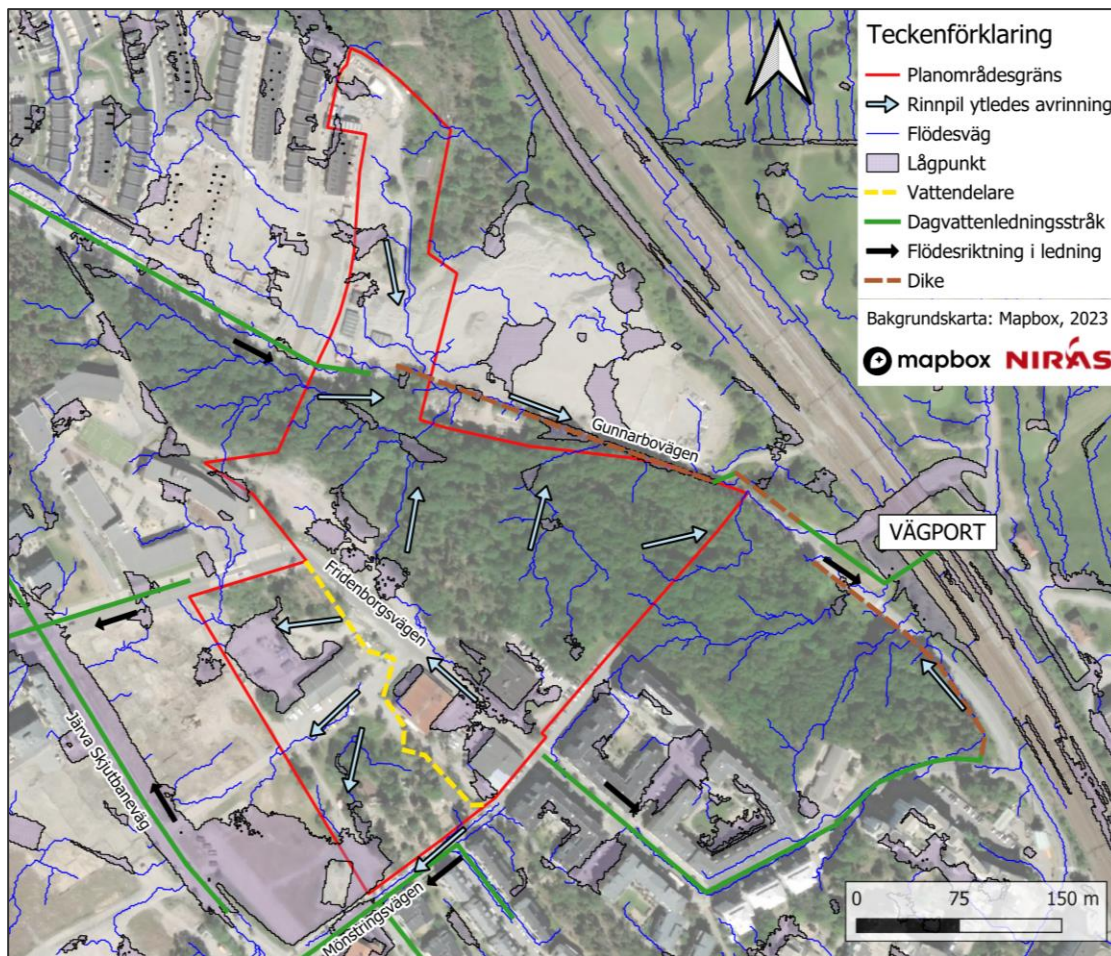 Teckenförklaring
Planområdesgräns
Rinnpil ytledes avrinning
Flödesväg
Lågpunkt
Vattendelare
Dagvattenledningsstråk
Flödesriktning i ledning
Dike
Bakgrundskarta: Mapbox, 2023
mapbox NIRAS
Gunnarbovägen
VÄGPORT
Fridenborgsvägen
Järva Skjutbaneväg
Mönstringsvägen
0 75 150 m